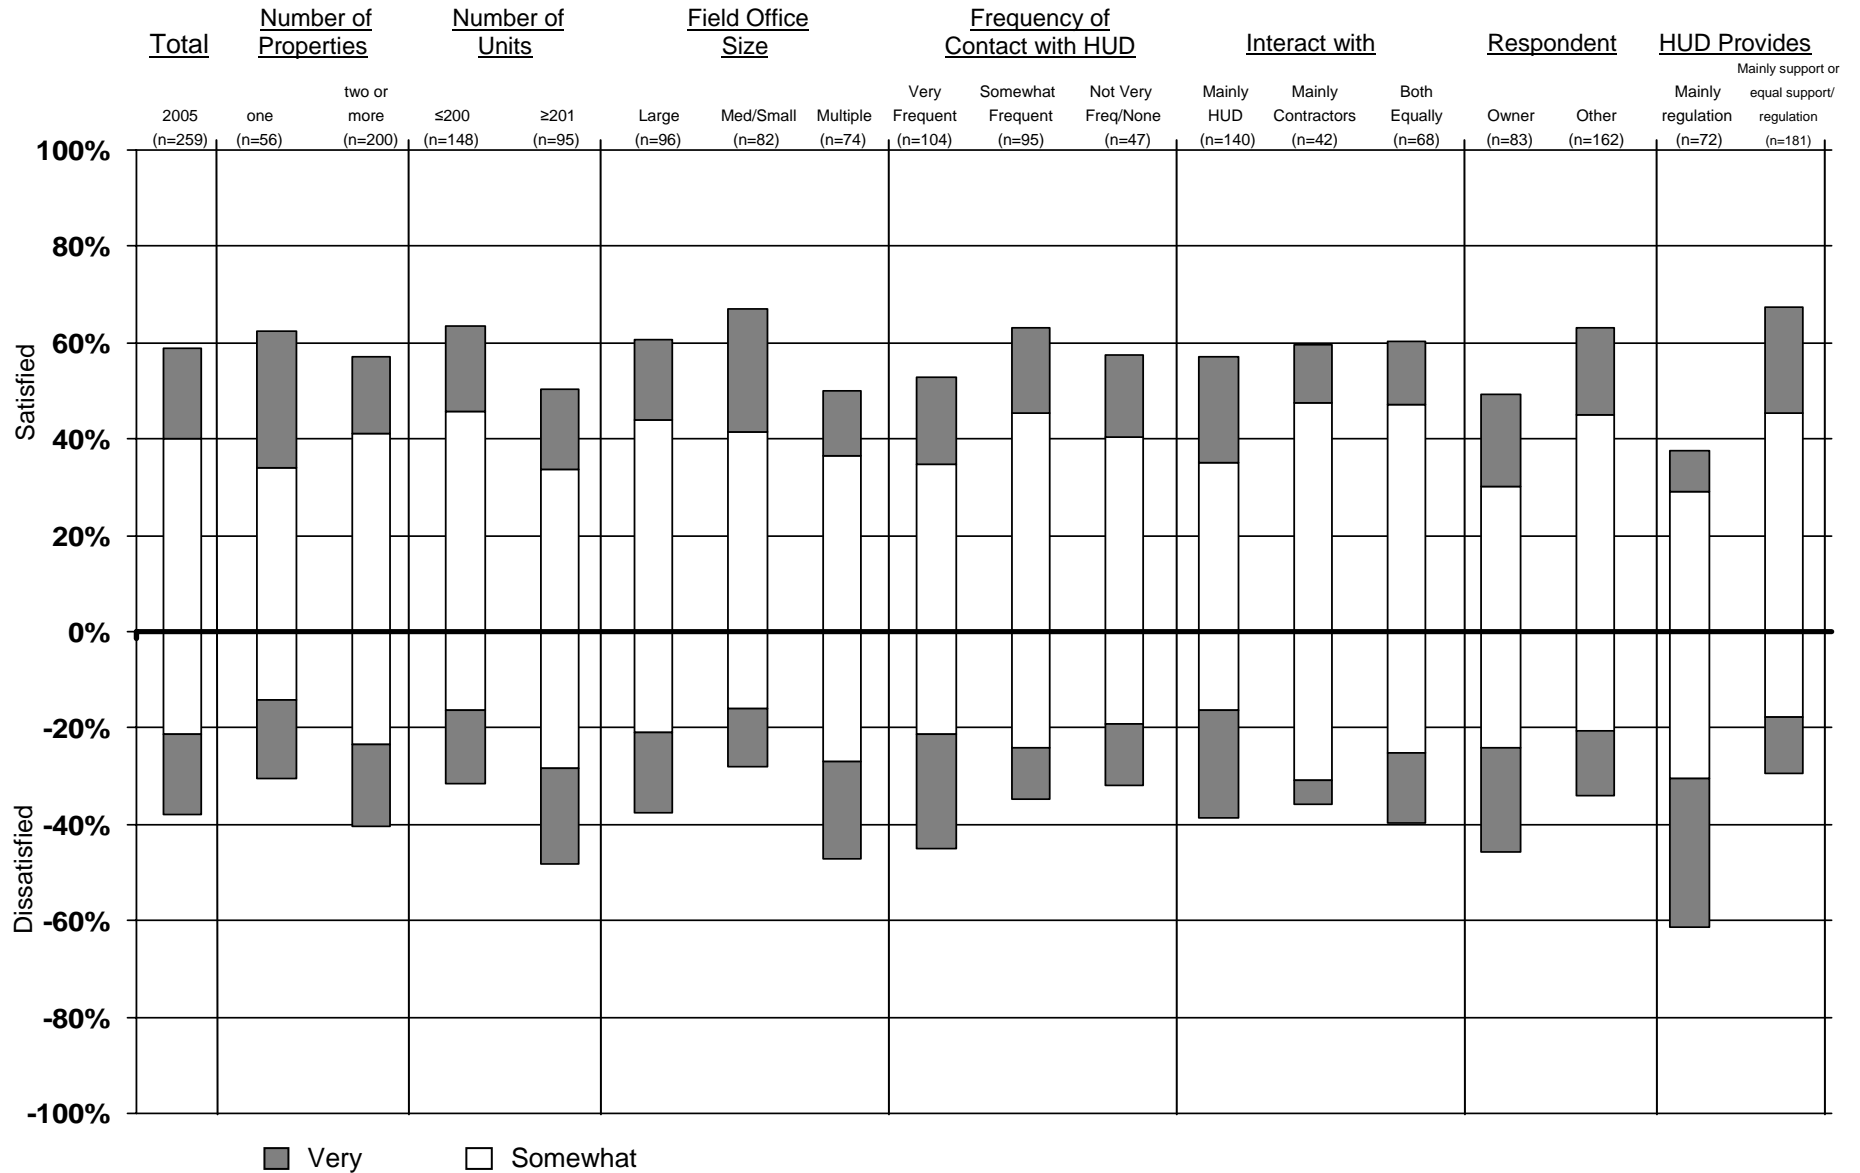 Total
Number of
Properties
Number of
Units
Field Office
Size
Frequency of
Contact with HUD
Interact with
Respondent
HUD Provides
2005
(n=259)
one
(n=56)
two or
more
(n=200)
≤200
(n=148)
≥201
(n=95)
Large
(n=96)
Med/Small
(n=82)
Multiple
(n=74)
Very
Frequent
(n=104)
Somewhat
Frequent
(n=95)
Not Very
Freq/None
(n=47)
Mainly
HUD
(n=140)
Mainly
Contractors
(n=42)
Both
Equally
(n=68)
Owner
(n=83)
Other
(n=162)
Mainly
regulation
(n=72)
Mainly support or
equal support/
regulation
(n=181)
100%
80%
60%
40%
20%
0%
-20%
-40%
-60%
-80%
-100%
Satisfied
Dissatisfied
Very
Somewhat